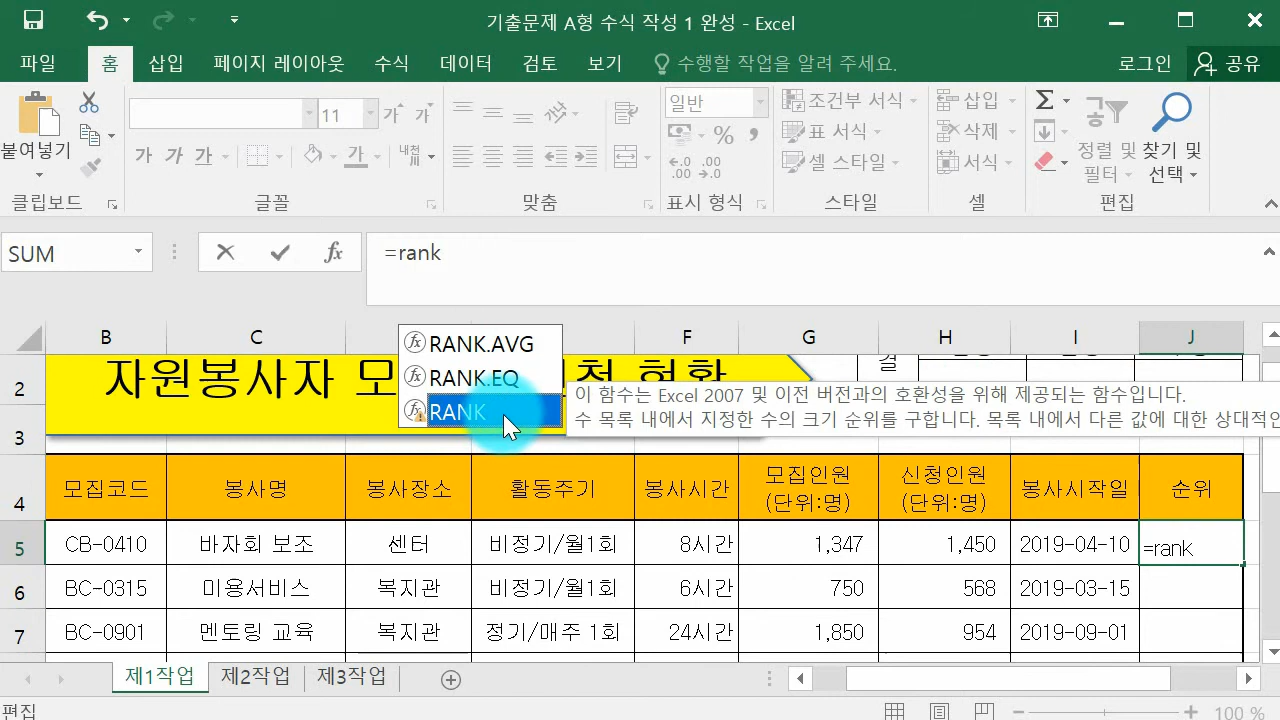 기출문제 A형 수식 작성 1 완성 - Excel
파일 홈 삽입 페이지 레이아웃 수식 데이터 검토 보기 수행할 작업을 알려 주세요. 로그인 공유
붙여넣기
클립보드
11
가 가
가 가 가 가 내천
글꼴
맞춤
일반
% ,
←.0 .00
.00 →.0
표시 형식
조건부 서식
표 서식
셀 스타일
스타일
삽입
삭제
서식
셀
Σ
정렬 및
필터
찾기 및
선택
편집
SUM
fx
=rank
B C F G H I J
RANK.AVG
RANK.EQ
RANK
이 함수는 Excel 2007 및 이전 버전과의 호환성을 위해 제공되는 함수입니다.
수 목록 내에서 지정한 수의 크기 순위를 구합니다. 목록 내에서 다른 값에 대한 상대적인
2 자원봉사자 모 결
3
4 모집코드 봉사명 봉사장소 활동주기 봉사시간 모집인원 (단위:명) 신청인원 (단위:명) 봉사시작일 순위
5 CB-0410 바자회 보조 센터 비정기/월1회 8시간 1,347 1,450 2019-04-10 =rank
6 BC-0315 미용서비스 복지관 비정기/월1회 6시간 750 568 2019-03-15
7 BC-0901 멘토링 교육 복지관 정기/매주 1회 24시간 1,850 954 2019-09-01
제1작업 제2작업 제3작업
편집 100 %